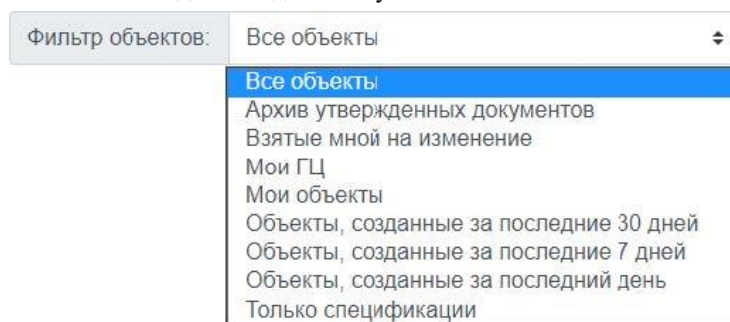 Фильтр объектов: Все объекты
Все объекты
Архив утвержденных документов
Взятые мной на изменение
Мои ГЦ
Мои объекты
Объекты, созданные за последние 30 дней
Объекты, созданные за последние 7 дней
Объекты, созданные за последний день
Только спецификации